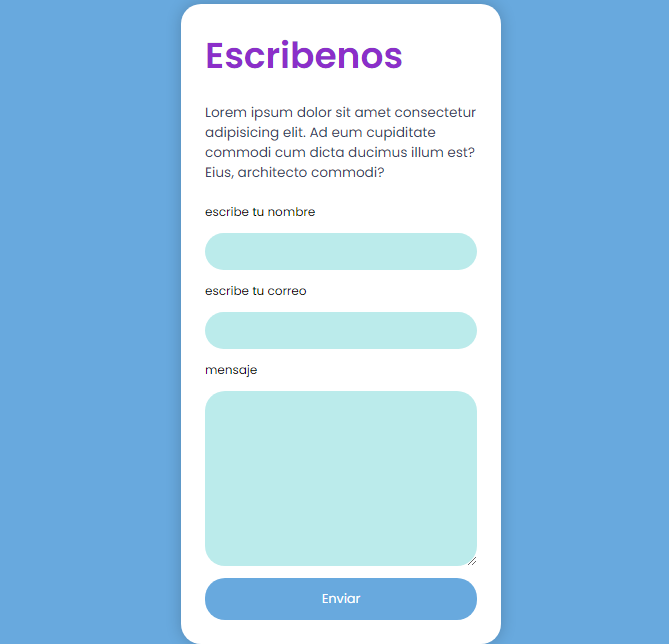 Escribenos
Lorem ipsum dolor sit amet consectetur
adipisicing elit. Ad eum cupiditate
commodi cum dicta ducimus illum est?
Eius, architecto commodi?
escribe tu nombre
escribe tu correo
mensaje
Enviar